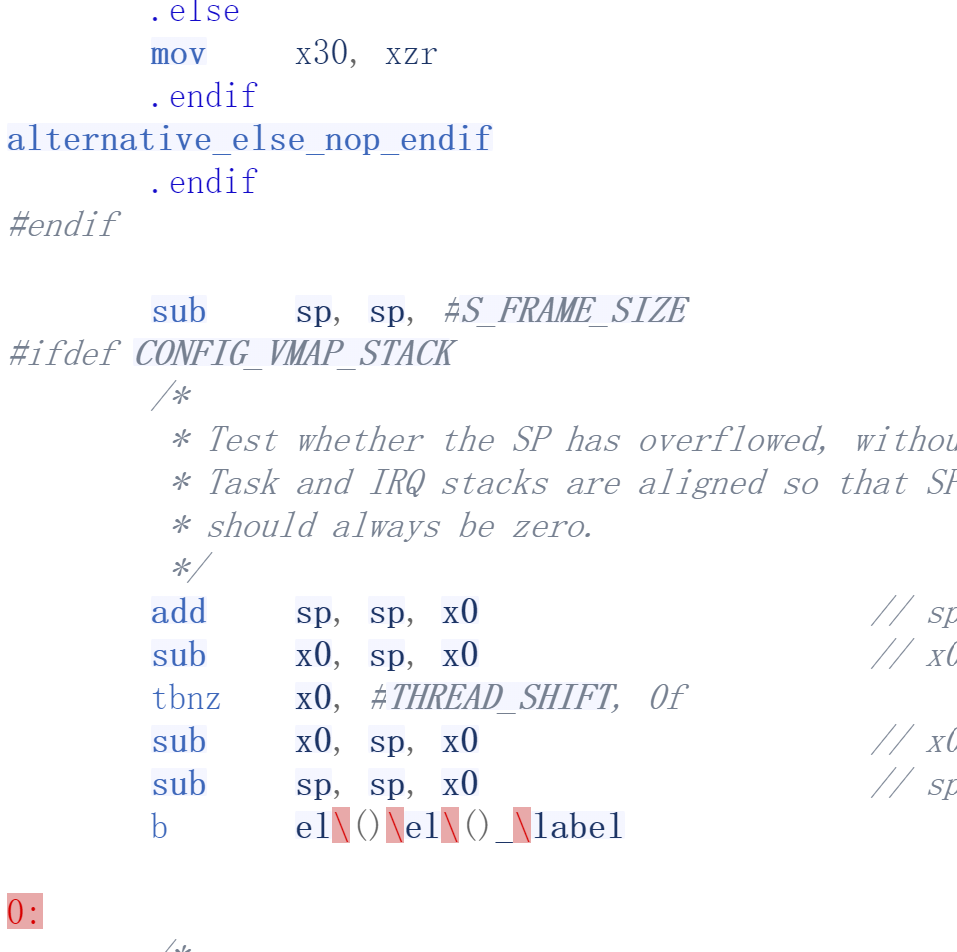 .else
mov x30, xzr
.endif
alternative_else_nop_endif
.endif
#endif
sub sp, sp, #S_FRAME_SIZE
#ifdef CONFIG_VMAP_STACK
/*
* Test whether the SP has overflowed, withou
* Task and IRQ stacks are aligned so that SP
* should always be zero.
*/
add sp, sp, x0 // sp
sub x0, sp, x0 // x0
tbnz x0, #THREAD_SHIFT, 0f
sub x0, sp, x0 // x0
sub sp, sp, x0 // sp
b el\()\el\()_\label
0:
/*